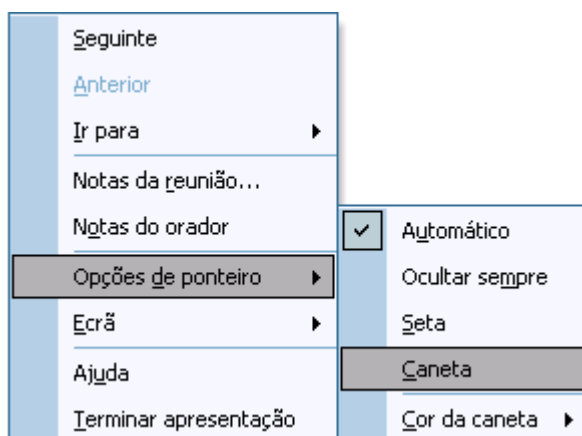 Seguinte
Anterior
Ir para
Notas da reunião...
Notas do orador
Opções de ponteiro
Ecrã
Ajuda
Terminar apresentação
Automático
Ocultar sempre
Seta
Caneta
Cor da caneta